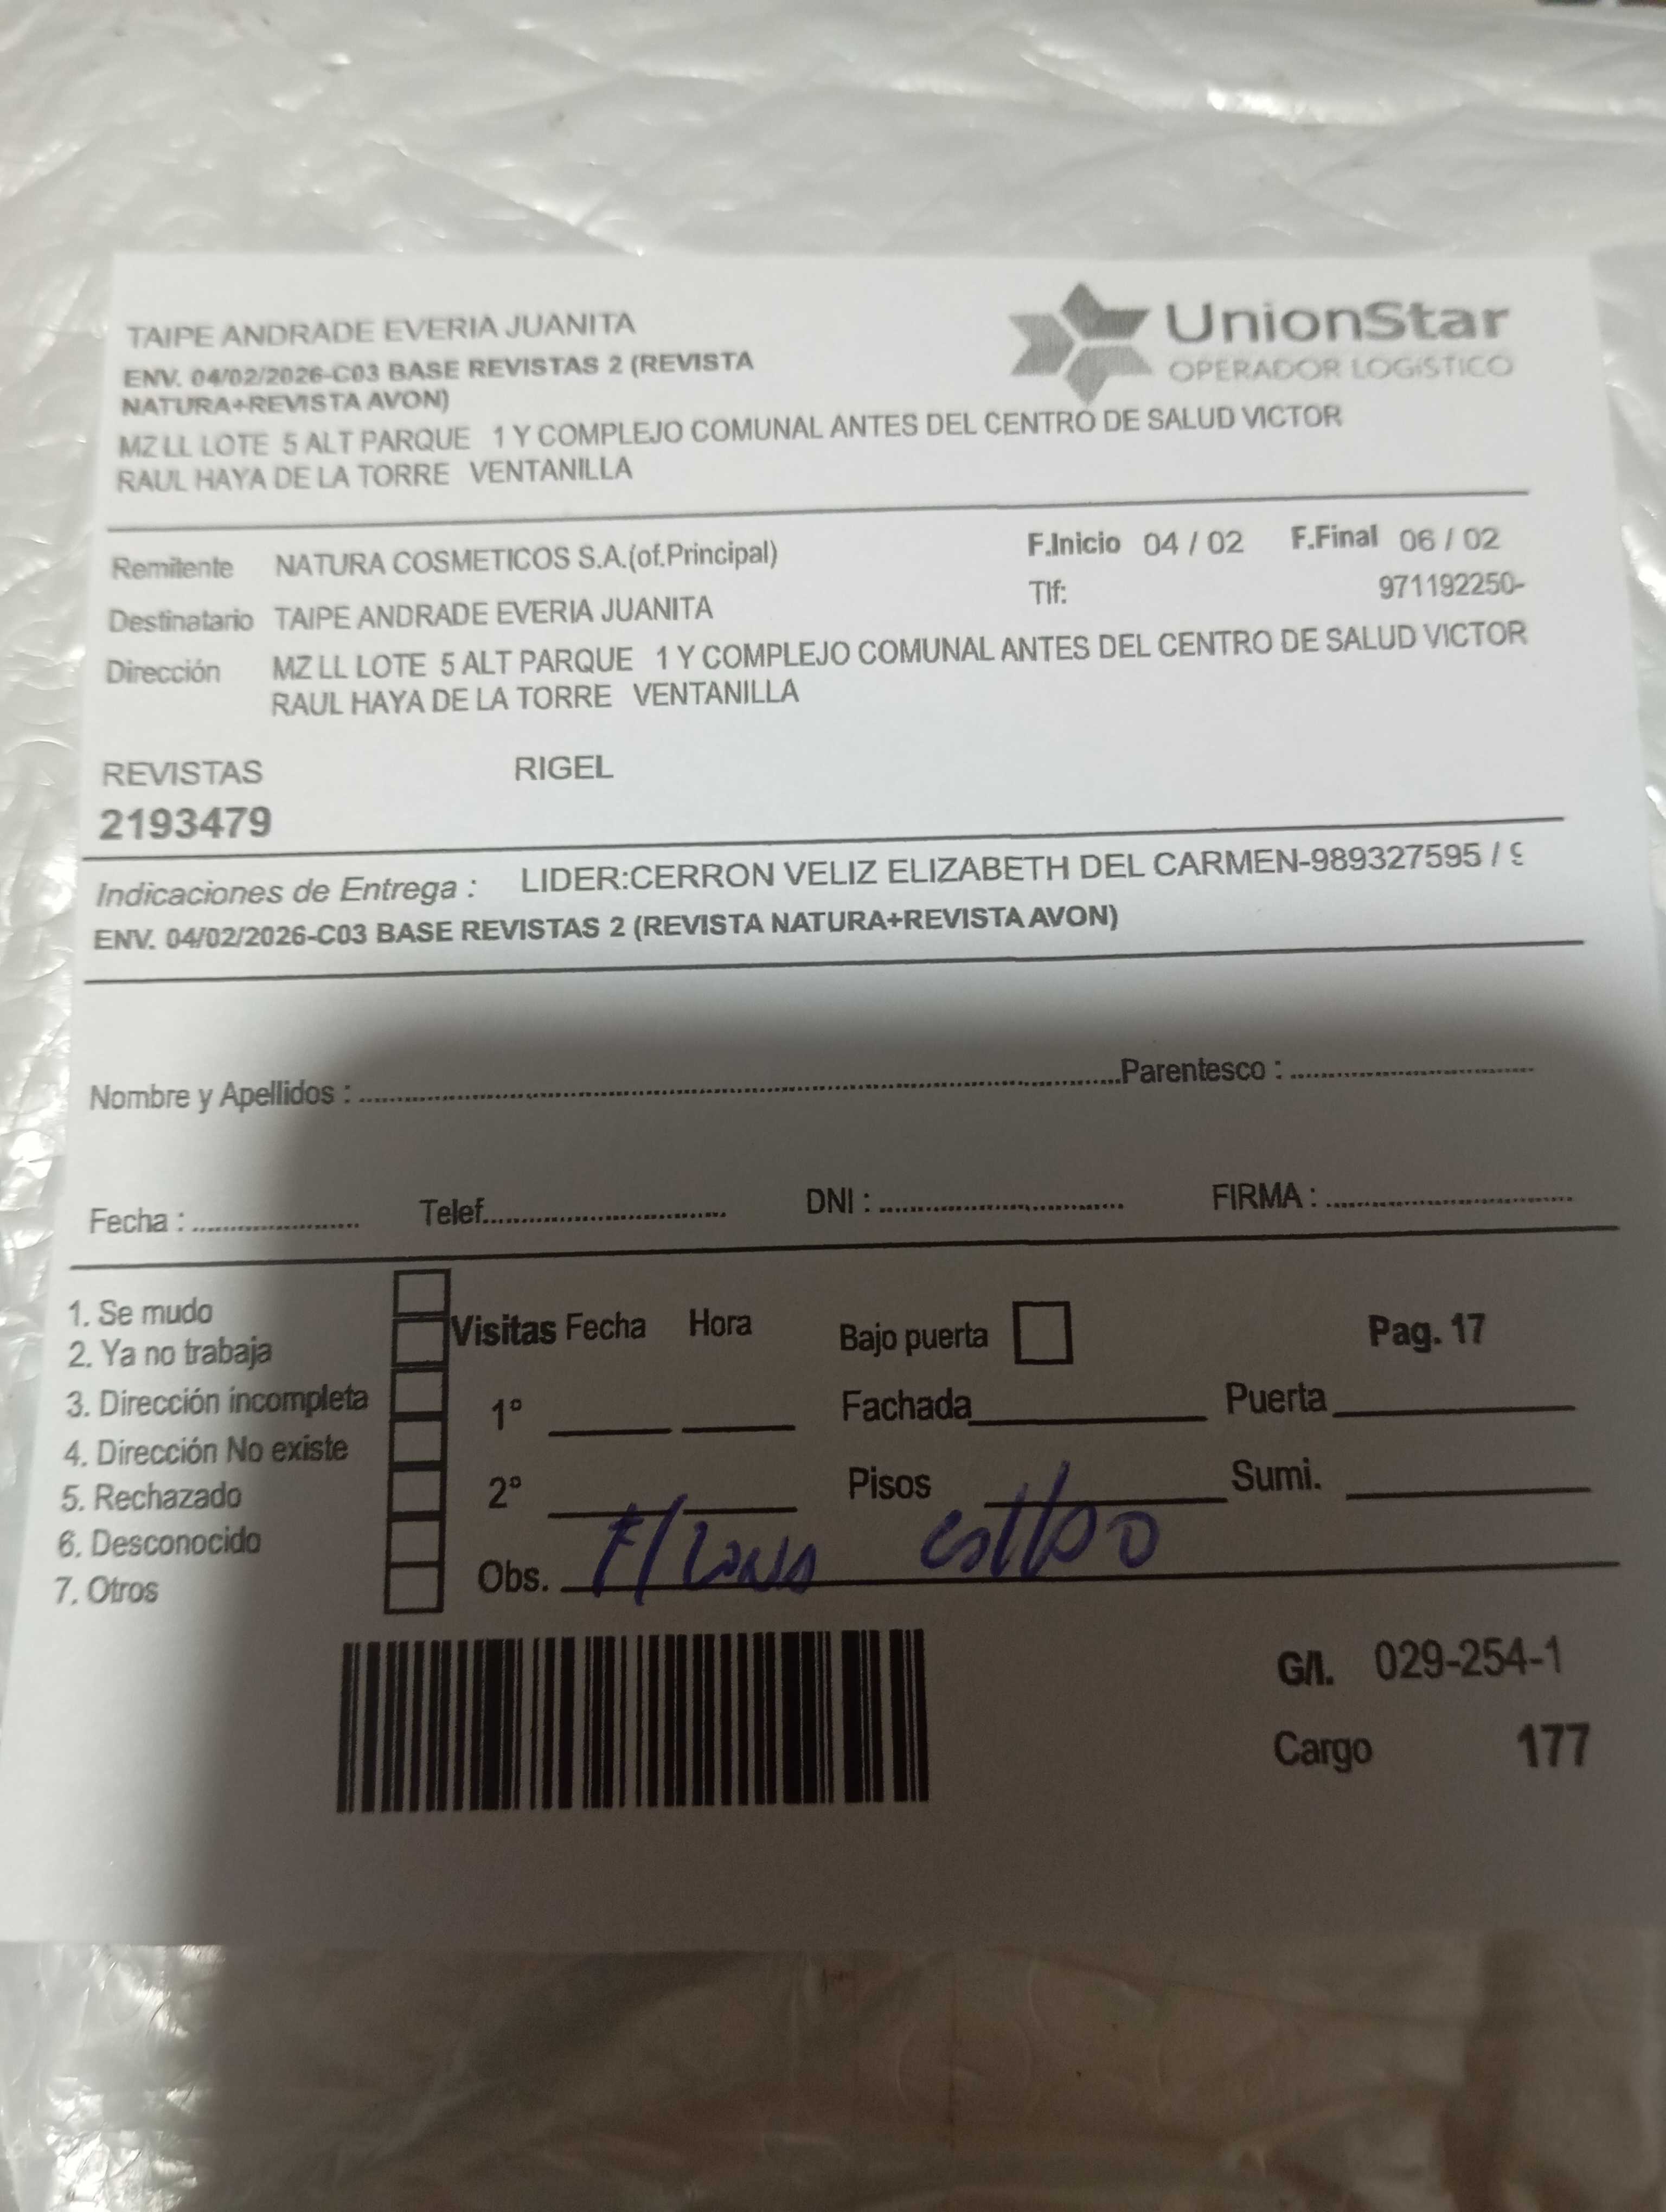 TAIPE ANDRADE EVERIA JUANITA
UnionStar
OPERADOR LOGíSTICO
ENV. 04/02/2026-C03 BASE REVISTAS 2 (REVISTA
NATURA+REVISTA AVON)
MZ LL LOTE 5 ALT PARQUE 1 Y COMPLEJO COMUNAL ANTES DEL CENTRO DE SALUD VICTOR
RAUL HAYA DE LA TORRE VENTANILLA
Remitente NATURA COSMETICOS S.A.(of.Principal) F.Inicio 04 / 02 F.Final 06 / 02
Destinatario TAIPE ANDRADE EVERIA JUANITA Tlf: 971192250-
Dirección MZ LL LOTE 5 ALT PARQUE 1 Y COMPLEJO COMUNAL ANTES DEL CENTRO DE SALUD VICTOR
RAUL HAYA DE LA TORRE VENTANILLA
REVISTAS RIGEL
2193479
Indicaciones de Entrega : LIDER:CERRON VELIZ ELIZABETH DEL CARMEN-989327595 /
ENV. 04/02/2026-C03 BASE REVISTAS 2 (REVISTA NATURA+REVISTA AVON)
Nombre y Apellidos : Parentesco :
Fecha : Telef. DNI : FIRMA :
1. Se mudo
2. Ya no trabaja
3. Dirección incompleta
4. Dirección No existe
5. Rechazado
6. Desconocido
7. Otros
Visitas Fecha Hora Bajo puerta Pag. 17
1° Fachada Puerta
2° Pisos Sumi.
Obs.
G/I. 029-254-1
Cargo 177